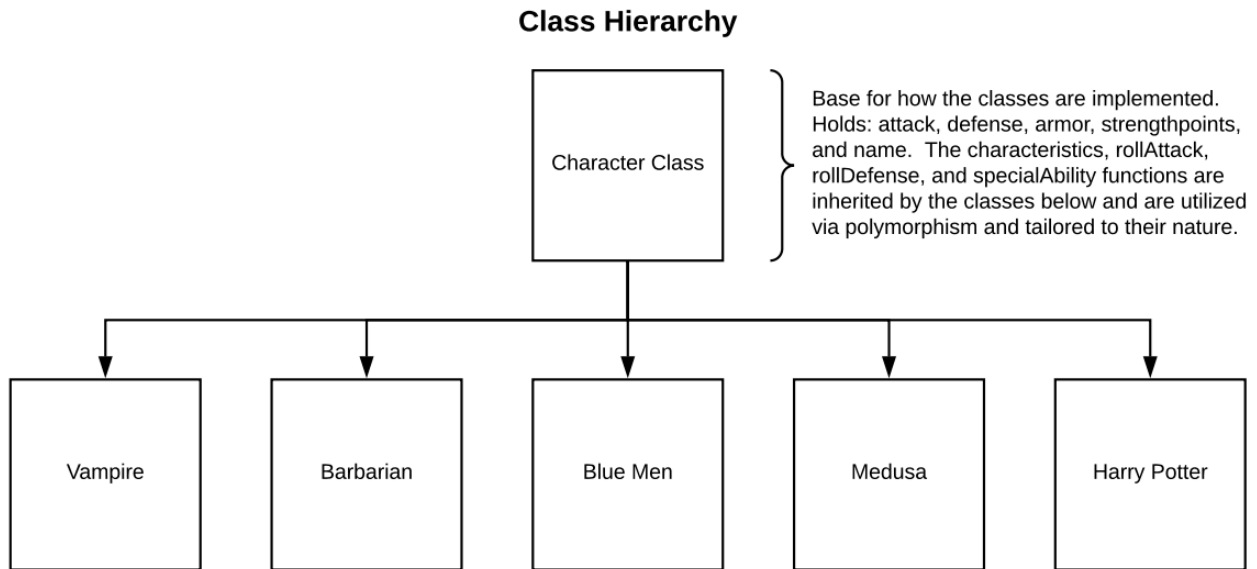 Class Hierarchy
Character Class
Base for how the classes are implemented.
Holds: attack, defense, armor, strengthpoints,
and name.  The characteristics, rollAttack,
rollDefense, and specialAbility functions are
inherited by the classes below and are utilized
via polymorphism and tailored to their nature.
Vampire
Barbarian
Blue Men
Medusa
Harry Potter